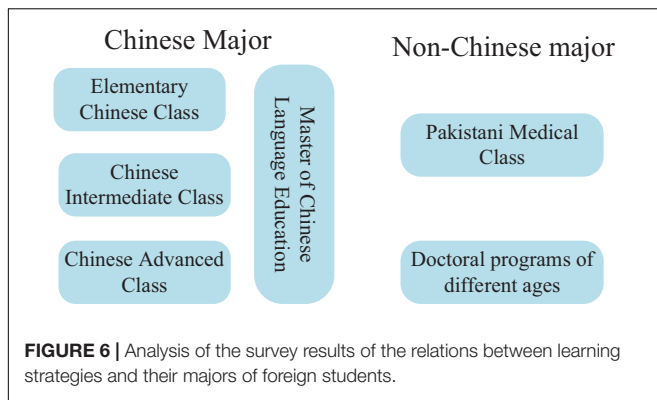 Chinese Major
Elementary
Chinese Class
Chinese
Intermediate Class
Chinese Advanced
Class
Master of Chinese
Language Education
Non-Chinese major
Pakistani Medical
Class
Doctoral programs of
different ages
FIGURE 6 | Analysis of the survey results of the relations between learning
strategies and their majors of foreign students.